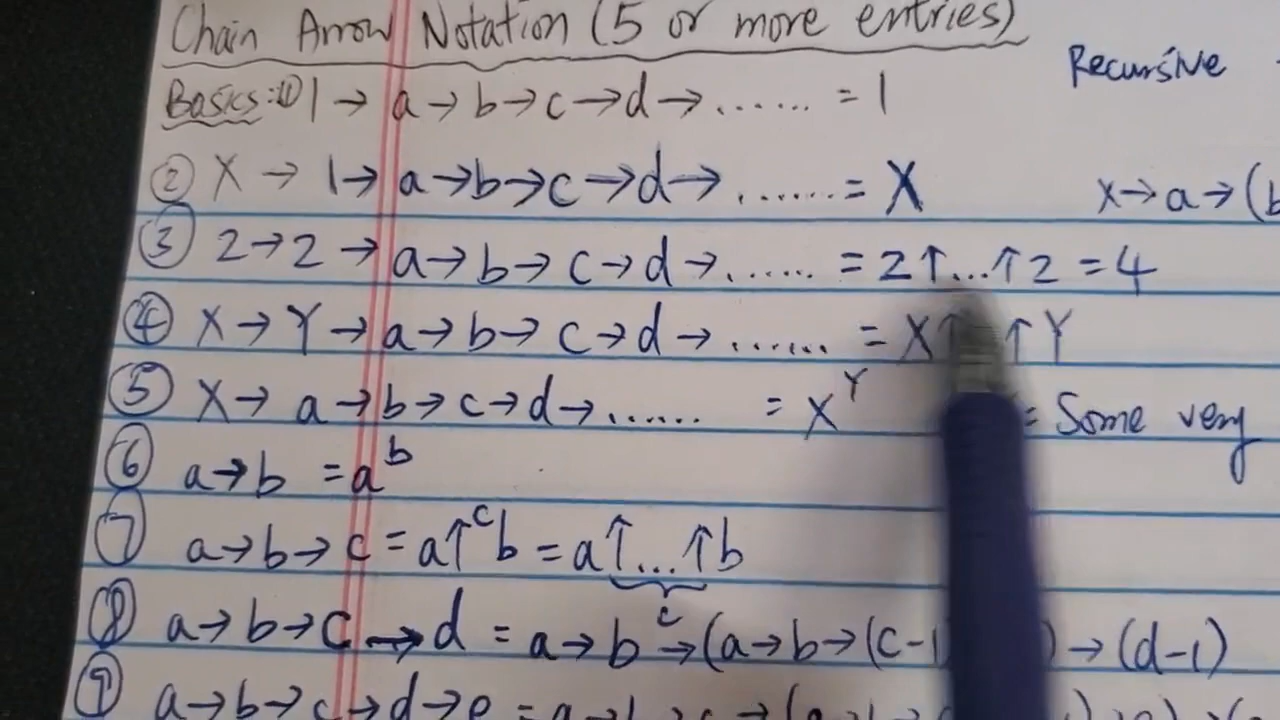 Chain Arrow Notation (5 or more entries)
Recursive
Basics: ① 1 → a → b → c → d → ...... = 1
② X → 1 → a → b → c → d → ....... = X
x → a → (b
③ 2 → 2 → a → b → c → d → ...... = 2↑...↑2 = 4
④ X → Y → a → b → c → d → ...... = X↑ ↑Y
⑤ X → a → b → c → d → ...... = X^Y = Some very
⑥ a → b = a^b
⑦ a → b → c = a↑^c b = a↑...↑b
c
⑧ a → b → c → d = a → b → (a → b → (c-1) ) → (d-1)
⑨ a → b → c → d → e = a